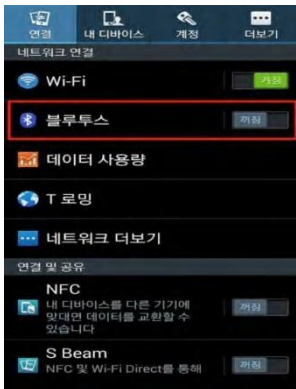 연결
내 디바이스
계정
더보기
네트워크 연결
Wi-Fi
켜짐
블루투스
꺼짐
데이터 사용량
T 로밍
네트워크 더보기
연결 및 공유
NFC
내 디바이스를 다른 기기에
맞대면 데이터를 교환할 수
있습니다
꺼짐
S Beam
NFC 및 Wi-Fi Direct를 통해
꺼짐